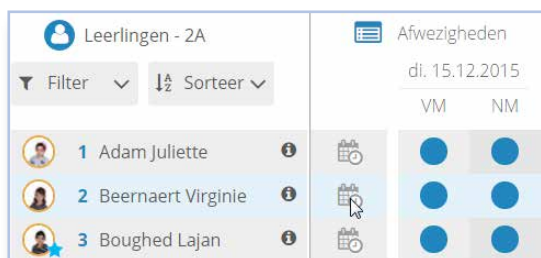 Leerlingen - 2A
Afwezigheden
Filter
Sorteer
di. 15.12.2015
VM NM
1 Adam Juliette
2 Beernaert Virginie
3 Boughed Lajan